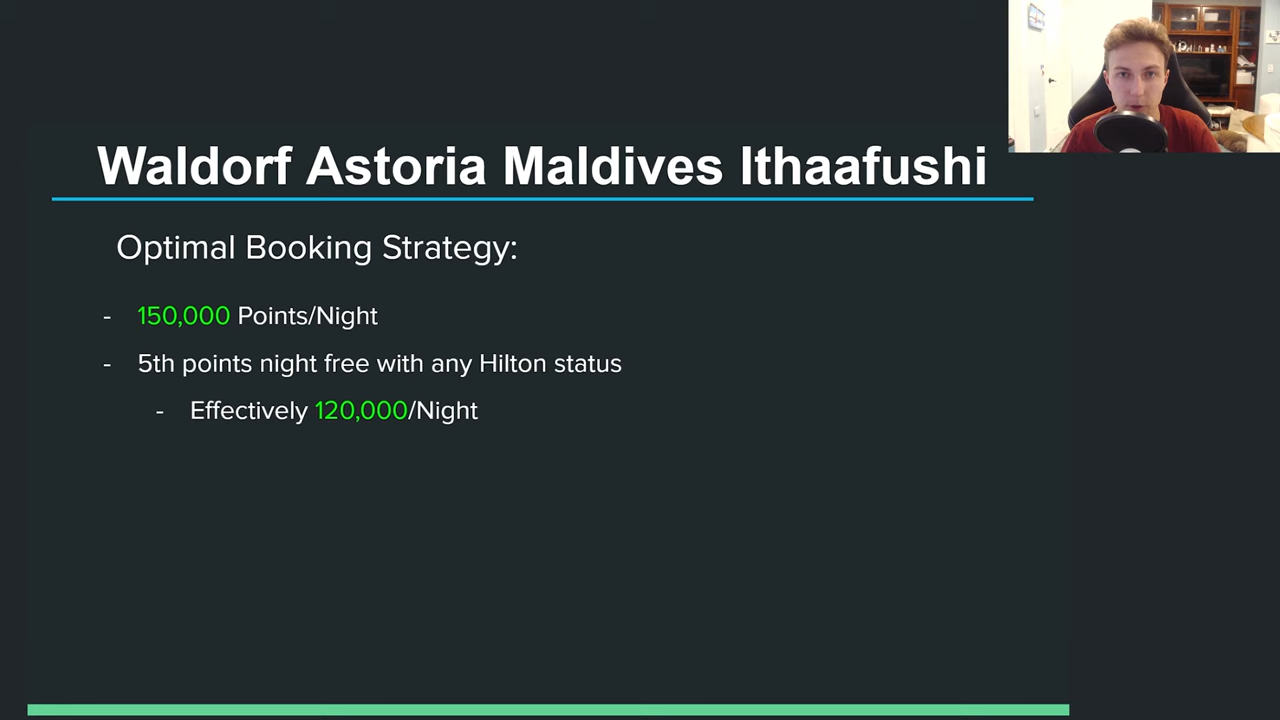 Waldorf Astoria Maldives Ithaafushi
Optimal Booking Strategy:
- 150,000 Points/Night
- 5th points night free with any Hilton status
- Effectively 120,000/Night